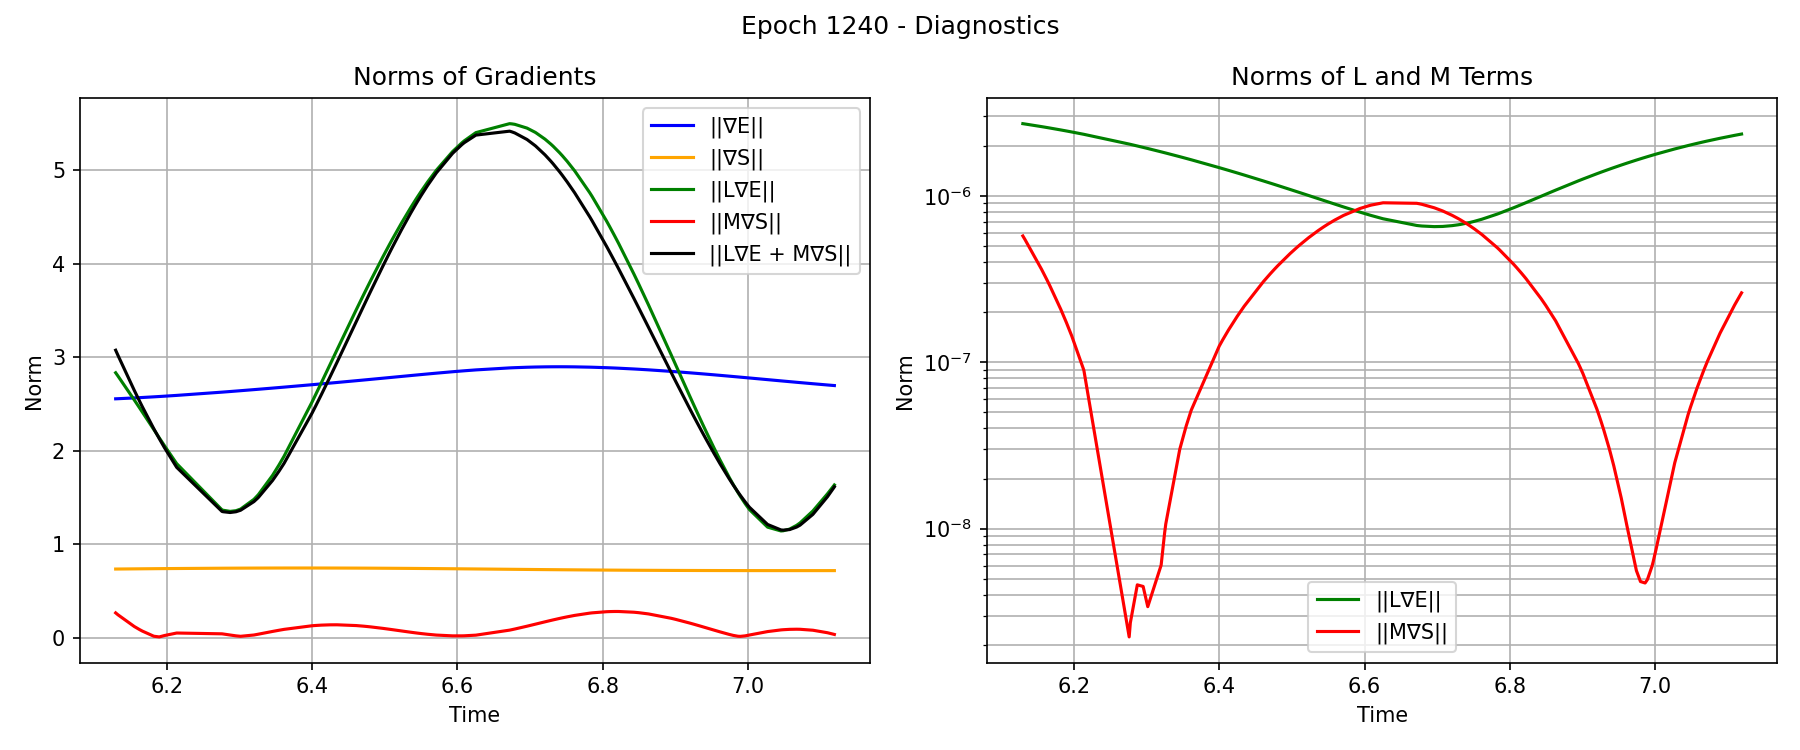 Epoch 1240 - Diagnostics
Norms of Gradients
Norm
5
4
3
2
1
0
6.2 6.4 6.6 6.8 7.0
Time
||∇E||
||∇S||
||L∇E||
||M∇S||
||L∇E + M∇S||
Norms of L and M Terms
Norm
10⁻⁶
10⁻⁷
10⁻⁸
6.2 6.4 6.6 6.8 7.0
Time
||L∇E||
||M∇S||